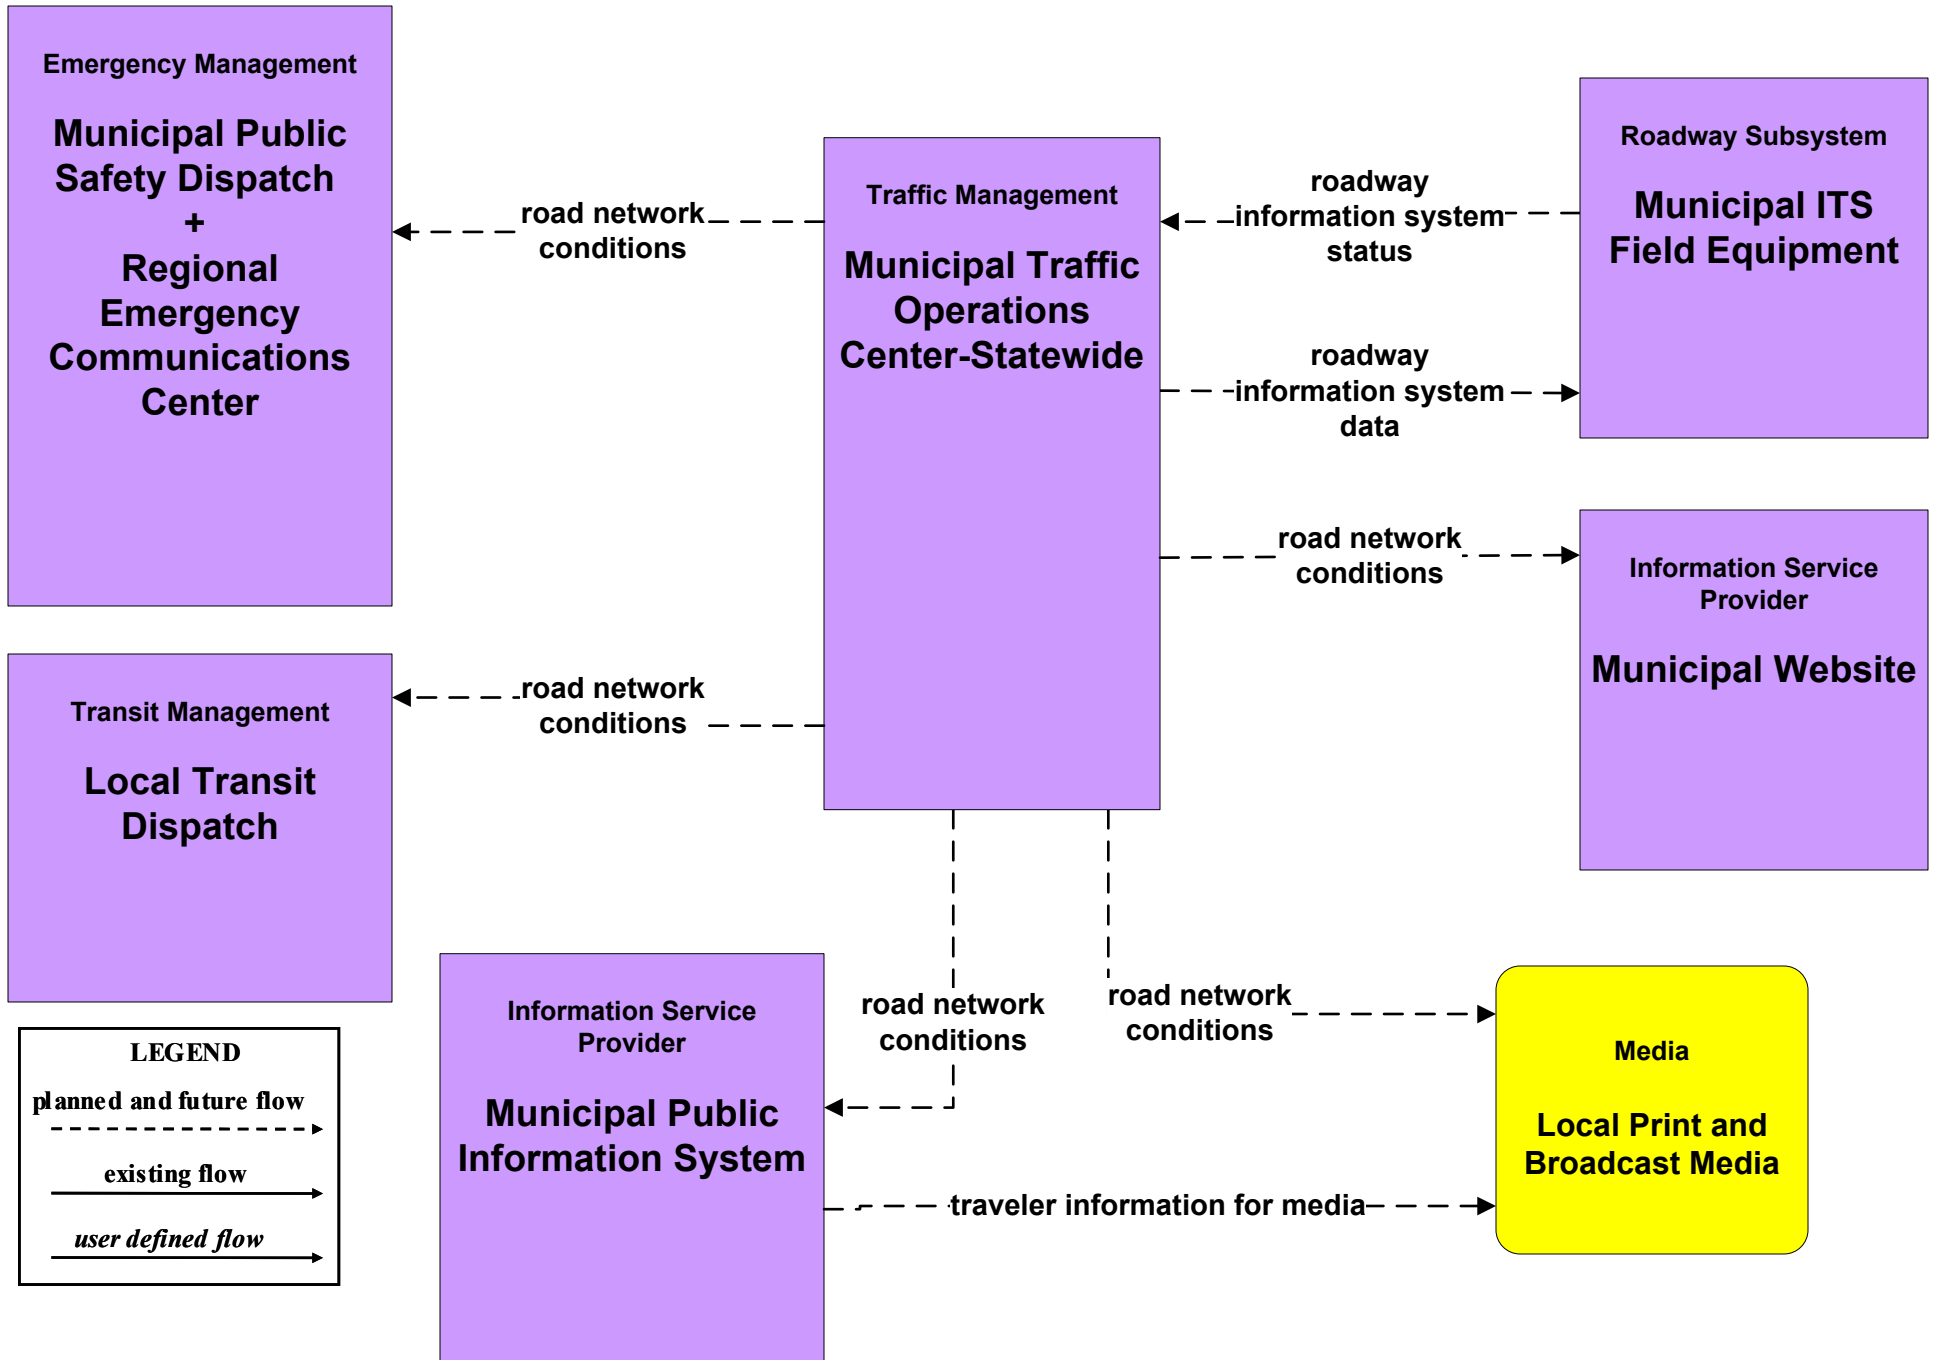 Emergency Management
Municipal Public
Safety Dispatch
+
Regional
Emergency
Communications
Center
road network
conditions
Traffic Management
Municipal Traffic
Operations
Center-Statewide
roadway
information system
status
roadway
information system
data
Roadway Subsystem
Municipal ITS
Field Equipment
road network
conditions
Information Service
Provider
Municipal Website
Transit Management
Local Transit
Dispatch
road network
conditions
LEGEND
planned and future flow
existing flow
user defined flow
Information Service
Provider
Municipal Public
Information System
road network
conditions
road network
conditions
traveler information for media
Media
Local Print and
Broadcast Media